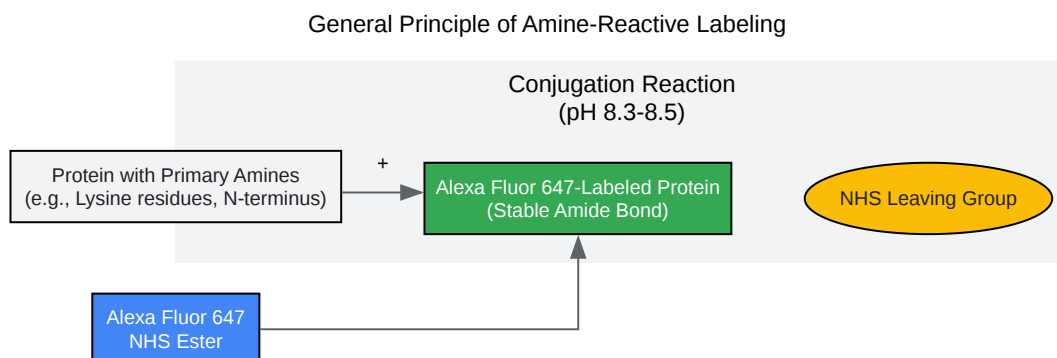 General Principle of Amine-Reactive Labeling
Conjugation Reaction
(pH 8.3-8.5)
+
Protein with Primary Amines
(e.g., Lysine residues, N-terminus)
Alexa Fluor 647-Labeled Protein
(Stable Amide Bond)
NHS Leaving Group
Alexa Fluor 647
NHS Ester